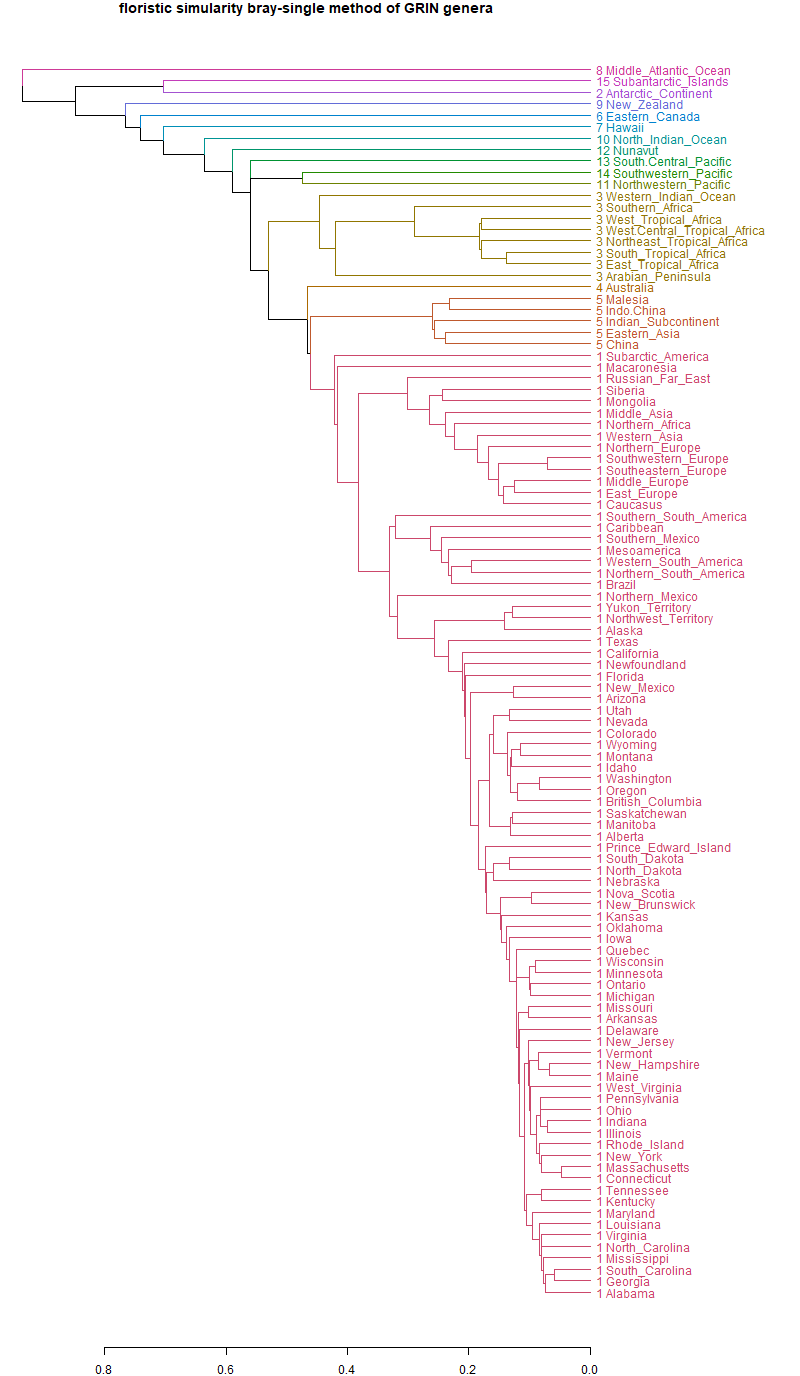 floristic simularity bray-single method of GRIN genera
8 Middle_Atlantic_Ocean
15 Subantarctic_Islands
2 Antarctic_Continent
9 New_Zealand
6 Eastern_Canada
7 Hawaii
10 North_Indian_Ocean
12 Nunavut
13 South.Central_Pacific
14 Southwestern_Pacific
11 Northwestern_Pacific
3 Western_Indian_Ocean
3 Southern_Africa
3 West_Tropical_Africa
3 West.Central_Tropical_Africa
3 Northeast_Tropical_Africa
3 South_Tropical_Africa
3 East_Tropical_Africa
3 Arabian_Peninsula
4 Australia
5 Malesia
5 Indo.China
5 Indian_Subcontinent
5 Eastern_Asia
5 China
1 Subarctic_America
1 Macaronesia
1 Russian_Far_East
1 Siberia
1 Mongolia
1 Middle_Asia
1 Northern_Africa
1 Western_Asia
1 Northern_Europe
1 Southwestern_Europe
1 Southeastern_Europe
1 Middle_Europe
1 East_Europe
1 Caucasus
1 Southern_South_America
1 Caribbean
1 Southern_Mexico
1 Mesoamerica
1 Western_South_America
1 Northern_South_America
1 Brazil
1 Northern_Mexico
1 Yukon_Territory
1 Northwest_Territory
1 Alaska
1 Texas
1 California
1 Newfoundland
1 Florida
1 New_Mexico
1 Arizona
1 Utah
1 Nevada
1 Colorado
1 Wyoming
1 Montana
1 Idaho
1 Washington
1 Oregon
1 British_Columbia
1 Saskatchewan
1 Manitoba
1 Alberta
1 Prince_Edward_Island
1 South_Dakota
1 North_Dakota
1 Nebraska
1 Nova_Scotia
1 New_Brunswick
1 Kansas
1 Oklahoma
1 Iowa
1 Quebec
1 Wisconsin
1 Minnesota
1 Ontario
1 Michigan
1 Missouri
1 Arkansas
1 Delaware
1 New_Jersey
1 Vermont
1 New_Hampshire
1 Maine
1 West_Virginia
1 Pennsylvania
1 Ohio
1 Indiana
1 Illinois
1 Rhode_Island
1 New_York
1 Massachusetts
1 Connecticut
1 Tennessee
1 Kentucky
1 Maryland
1 Louisiana
1 Virginia
1 North_Carolina
1 Mississippi
1 South_Carolina
1 Georgia
1 Alabama
0.8 0.6 0.4 0.2 0.0